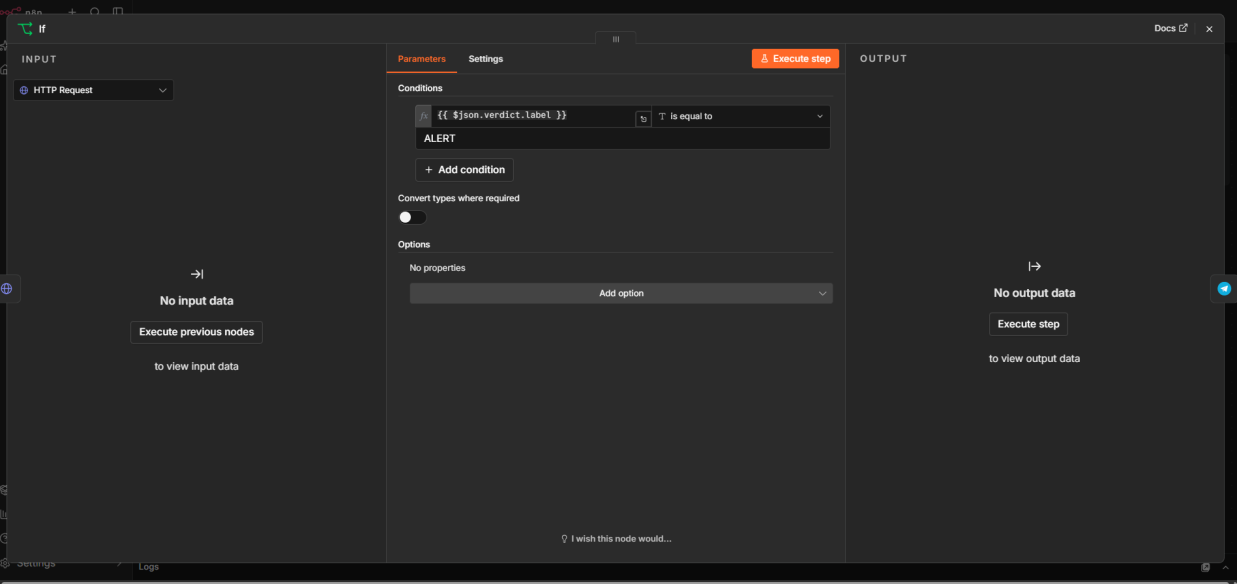 n8n
If
Docs
INPUT
Parameters
Settings
Execute step
OUTPUT
HTTP Request
Conditions
fx
{{ $json.verdict.label }}
T is equal to
ALERT
+ Add condition
Convert types where required
Options
No properties
Add option
No input data
Execute previous nodes
to view input data
No output data
Execute step
to view output data
I wish this node would...
Settings
Logs